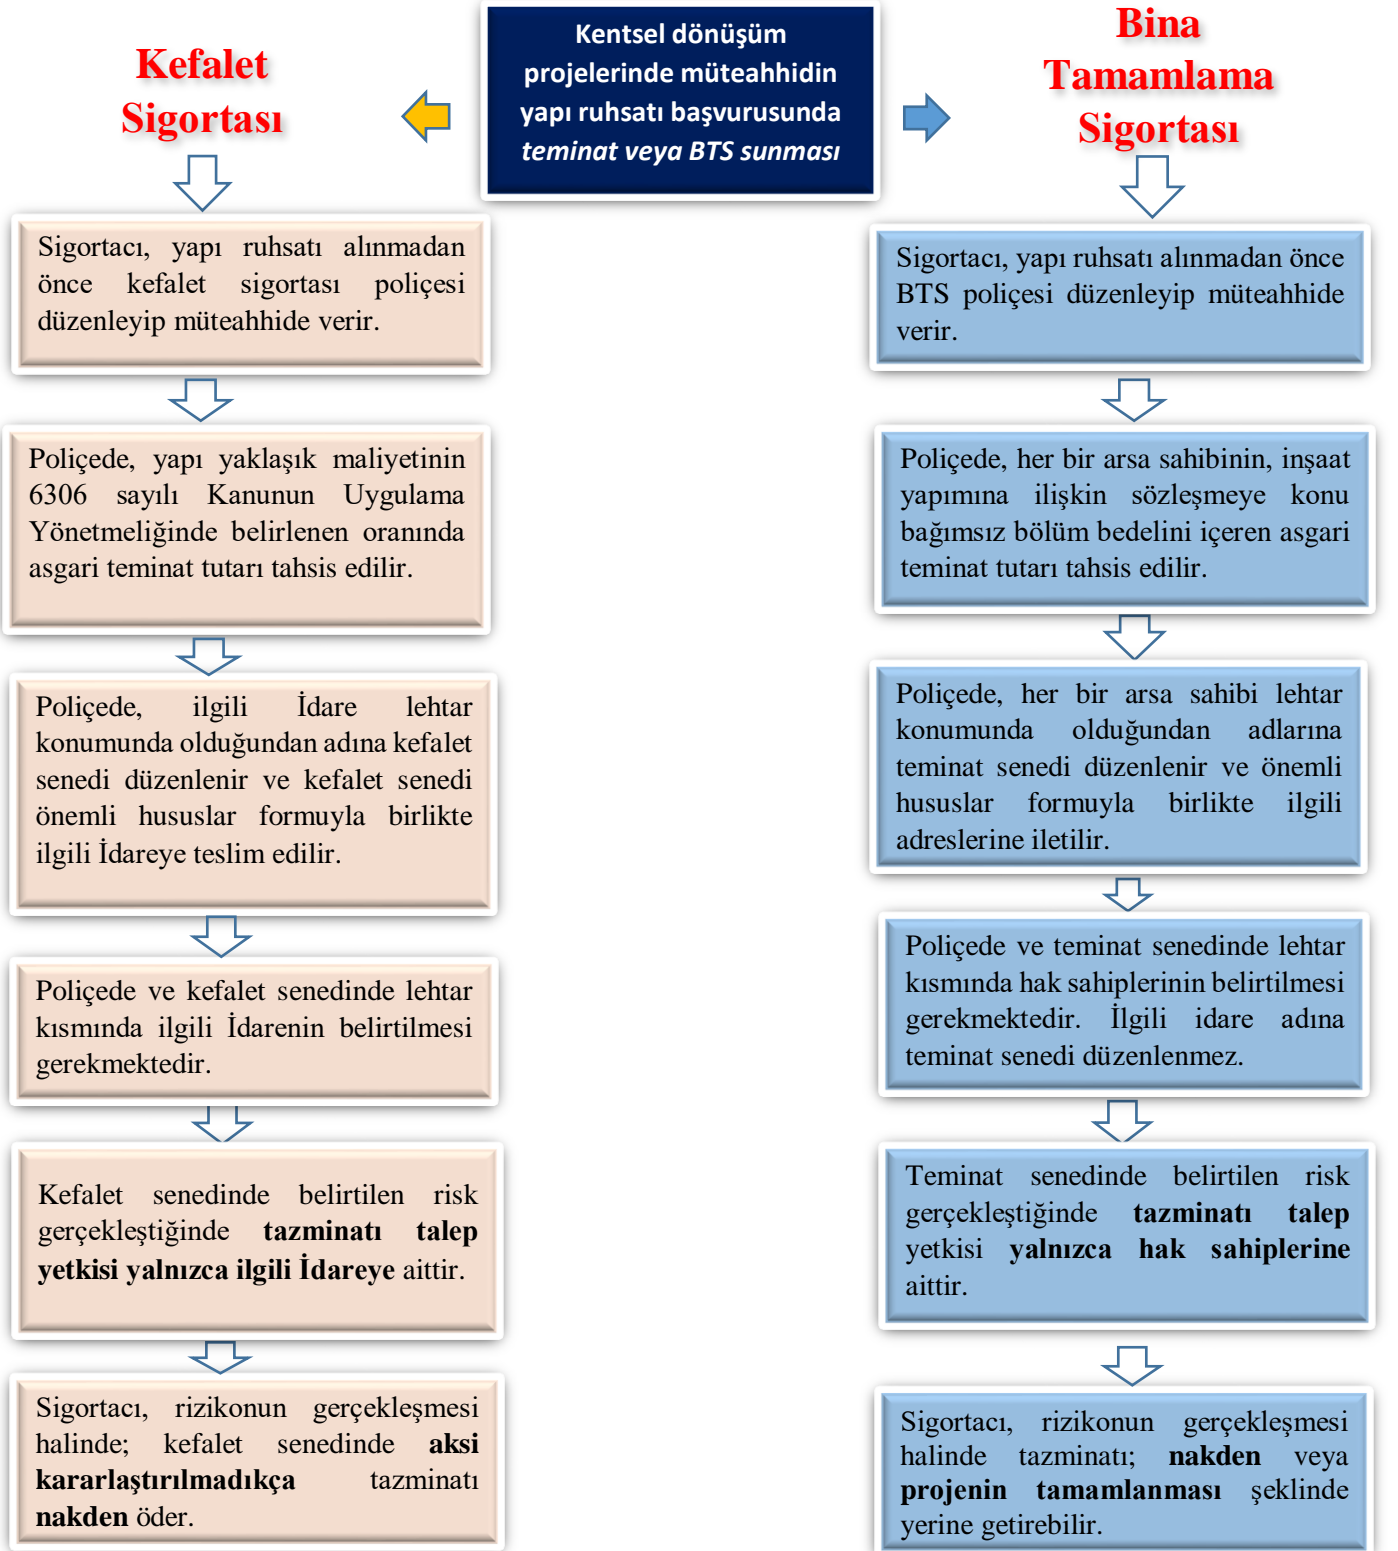 Kentsel dönüşüm
projelerinde müteahhidin
yapı ruhsatı başvurusunda
teminat veya BTS sunması
Kefalet
Sigortası
Sigortacı, yapı ruhsatı alınmadan
önce kefalet sigortası poliçesi
düzenleyip müteahhide verir.
Poliçede, yapı yaklaşık maliyetinin
6306 sayılı Kanunun Uygulama
Yönetmeliğinde belirlenen oranında
asgari teminat tutarı tahsis edilir.
Poliçede, ilgili İdare lehtar
konumunda olduğundan adına kefalet
senedi düzenlenir ve kefalet senedi
önemli hususlar formuyla birlikte
ilgili İdareye teslim edilir.
Poliçede ve kefalet senedinde lehtar
kısmında ilgili İdarenin belirtilmesi
gerekmektedir.
Kefalet senedinde belirtilen risk
gerçekleştiğinde tazminatı talep
yetkisi yalnızca ilgili İdareye aittir.
Sigortacı, rizikonun gerçekleşmesi
halinde; kefalet senedinde aksi
kararlaştırılmadıkça tazminatı
nakden öder.
Bina
Tamamlama
Sigortası
Sigortacı, yapı ruhsatı alınmadan önce
BTS poliçesi düzenleyip müteahhide
verir.
Poliçede, her bir arsa sahibinin, inşaat
yapımına ilişkin sözleşmeye konu
bağımsız bölüm bedelini içeren asgari
teminat tutarı tahsis edilir.
Poliçede, her bir arsa sahibi lehtar
konumunda olduğundan adlarına
teminat senedi düzenlenir ve önemli
hususlar formuyla birlikte ilgili
adreslerine iletilir.
Poliçede ve teminat senedinde lehtar
kısmında hak sahiplerinin belirtilmesi
gerekmektedir. İlgili idare adına
teminat senedi düzenlenmez.
Teminat senedinde belirtilen risk
gerçekleştiğinde tazminatı talep
yetkisi yalnızca hak sahiplerine
aittir.
Sigortacı, rizikonun gerçekleşmesi
halinde tazminatı; nakden veya
projenin tamamlanması şeklinde
yerine getirebilir.